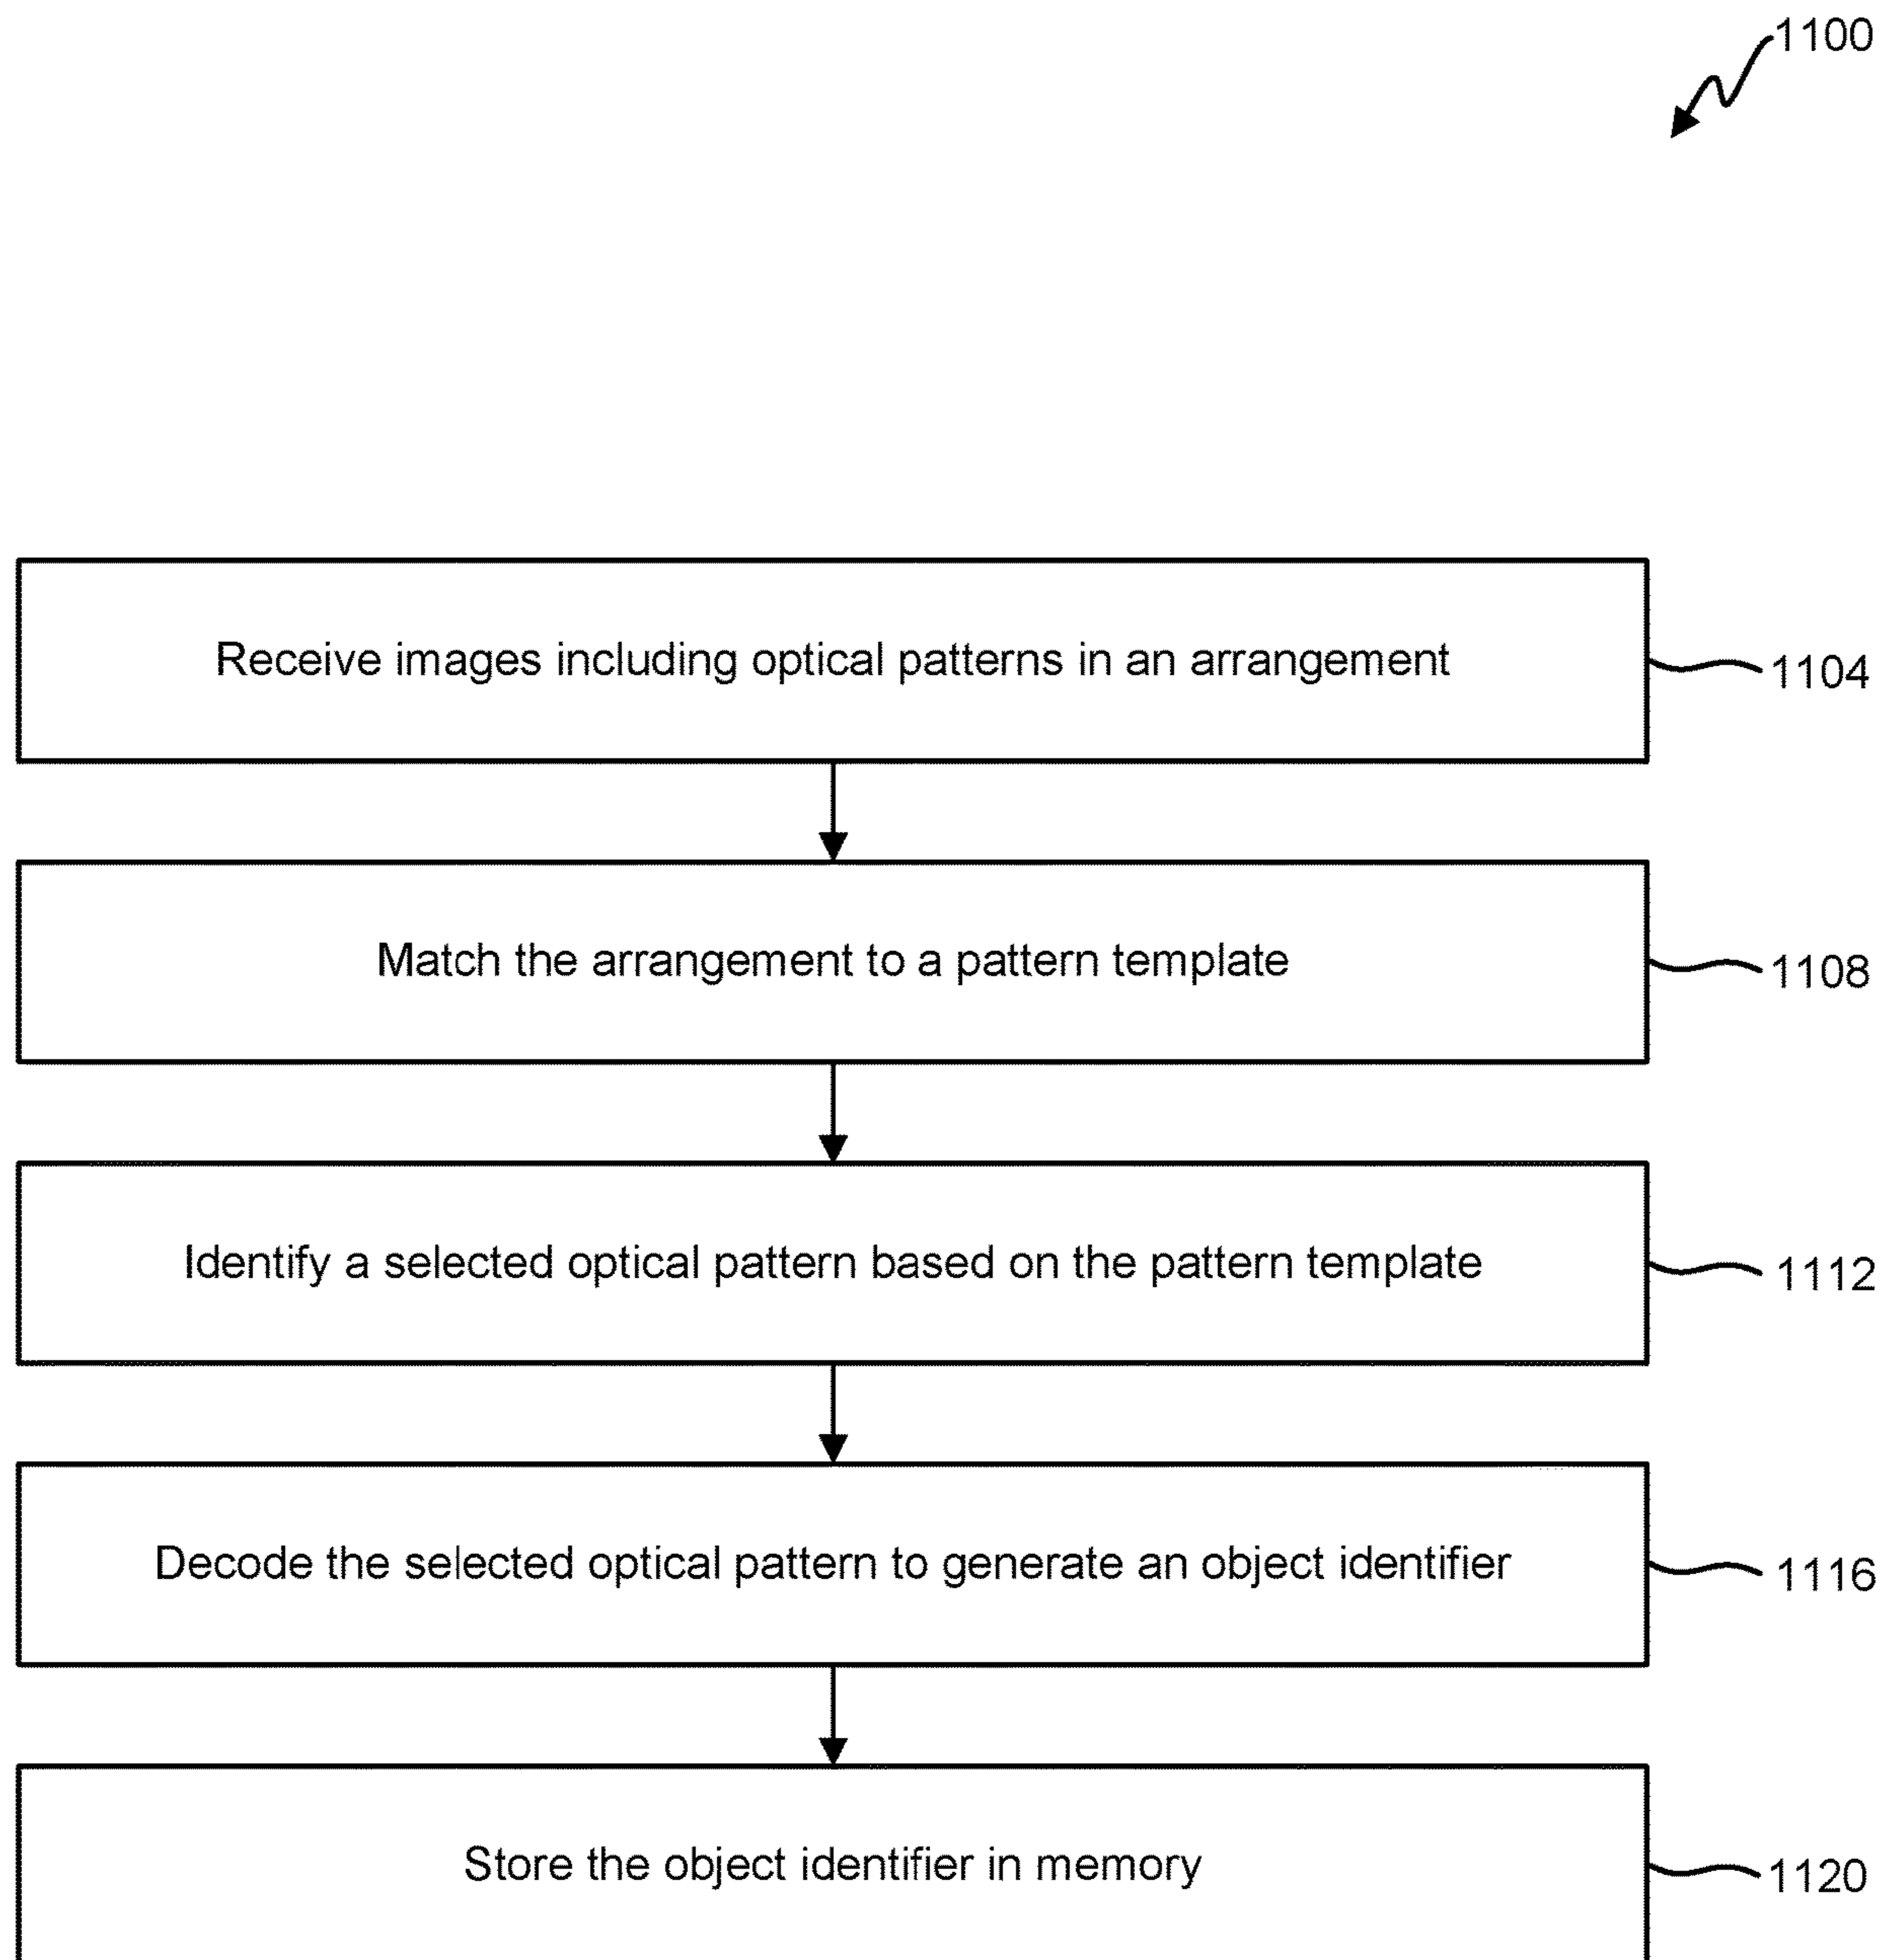 1100
Receive images including optical patterns in an arrangement
1104
Match the arrangement to a pattern template
1108
Identify a selected optical pattern based on the pattern template
1112
Decode the selected optical pattern to generate an object identifier
1116
Store the object identifier in memory
1120